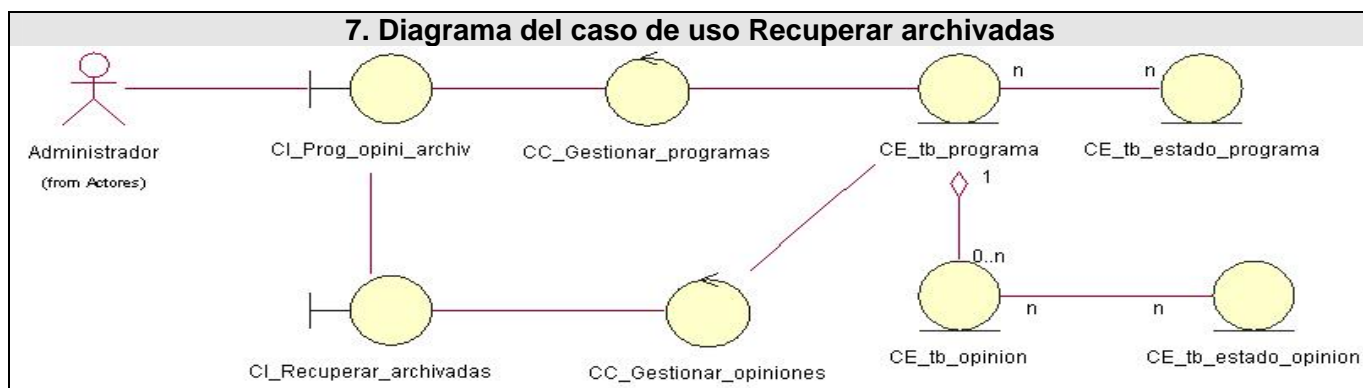 7. Diagrama del caso de uso Recuperar archivadas
n
n
Administrador
(from Actores)
CI_Prog_opini_archiv
CC_Gestionar_programas
CE_tb_programa
CE_tb_estado_programa
1
0..n
n
n
CI_Recuperar_archivadas
CC_Gestionar_opiniones
CE_tb_opinion
CE_tb_estado_opinion